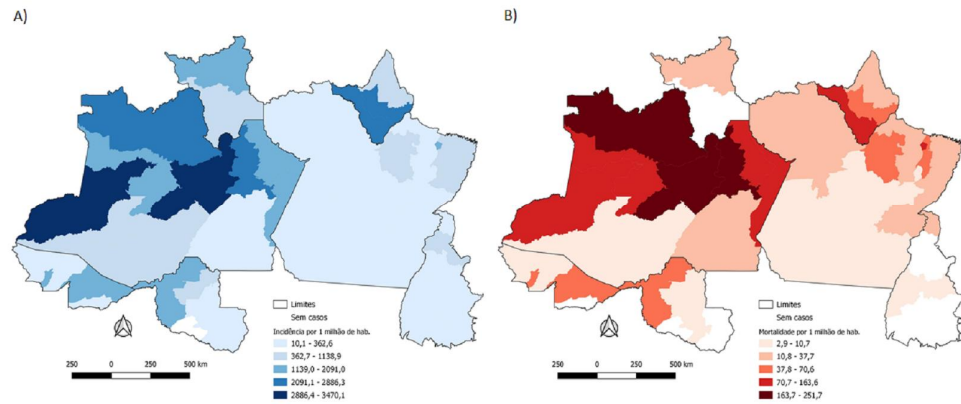 A)
Limites
Sem casos
Incidência por 1 milhão de hab.
10,1 - 362,6
362,7 - 1138,9
1139,0 - 2091,0
2091,1 - 2886,3
2886,4 - 3470,1
250 0 250 500 km
B)
Limites
Sem casos
Mortalidade por 1 milhão de hab.
2,9 - 10,7
10,8 - 37,7
37,8 - 70,6
70,7 - 163,6
163,7 - 251,7
250 0 250 500 km